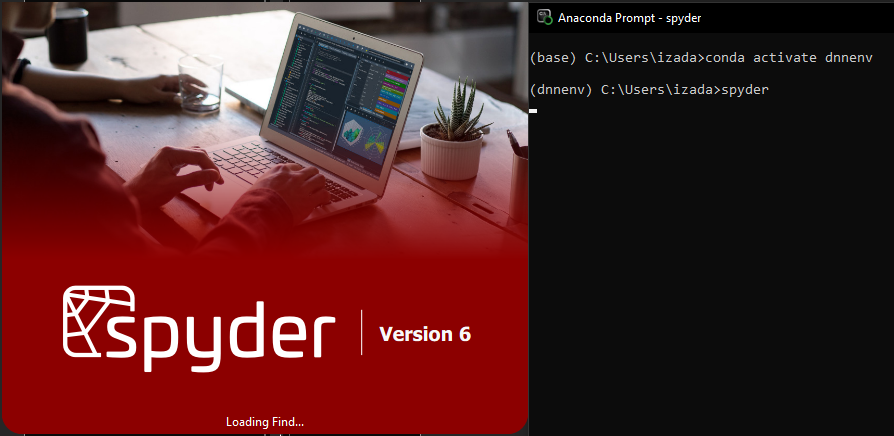 spyder
Version 6
Loading Find...
Anaconda Prompt - spyder
(base) C:\Users\izada>conda activate dnnenv
(dnnenv) C:\Users\izada>spyder